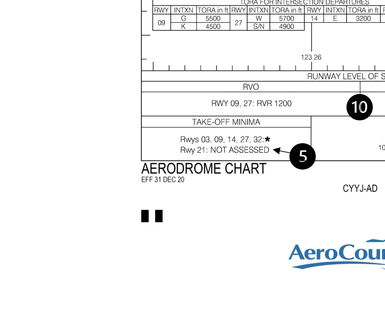 TORA FOR INTERSECTION DEPARTURES
RWY INTXN TORA in ft RWY INTXN TORA in ft RWY INTXN TORA in ft
09 G 5500 27 W 5700 14 E 3200
K 4500 S/N 4900
123 26
RUNWAY LEVEL OF S
RVO
RWY 09, 27: RVR 1200
10
TAKE-OFF MINIMA
Rwys 03, 09, 14, 27, 32:*
Rwy 21: NOT ASSESSED
5
10
AERODROME CHART
EFF 31 DEC 20
CYYJ-AD
AeroCour